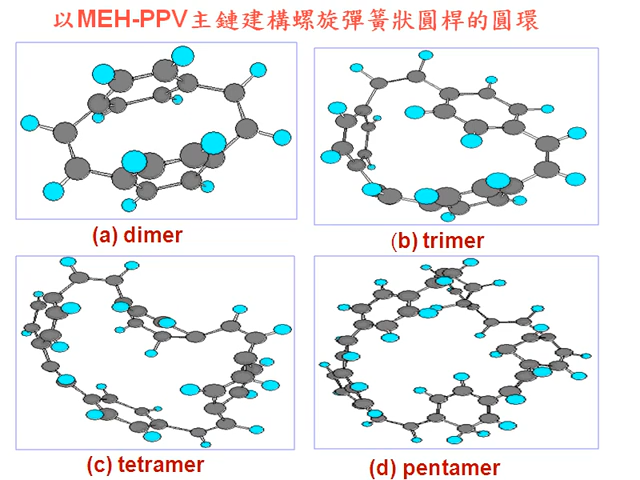 以MEH-PPV主鏈建構螺旋彈簧狀圓桿的圓環
(a) dimer
(b) trimer
(c) tetramer
(d) pentamer